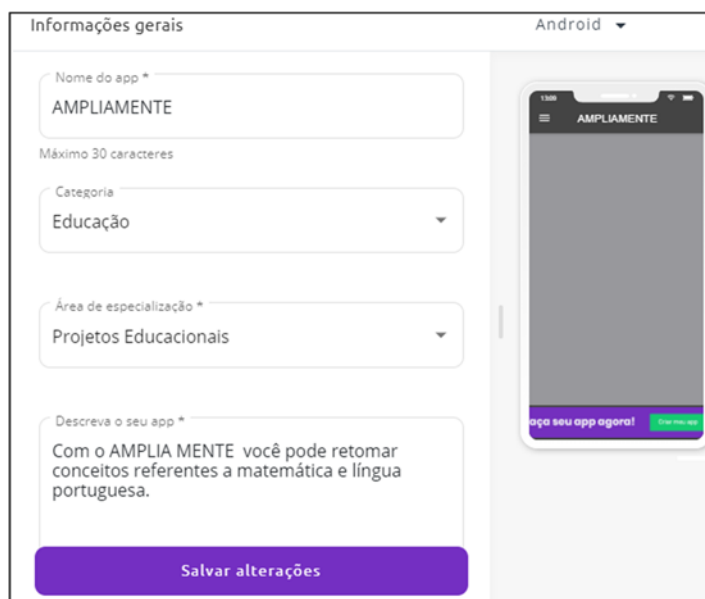 Informações gerais
Android
Nome do app *
AMPLIAMENTE
Máximo 30 caracteres
Categoria
Educação
Área de especialização *
Projetos Educacionais
Descreva o seu app *
Com o AMPLIA MENTE você pode retomar
conceitos referentes a matemática e língua
portuguesa.
Salvar alterações
13:00
AMPLIAMENTE
aça seu app agora!
Criar meu app